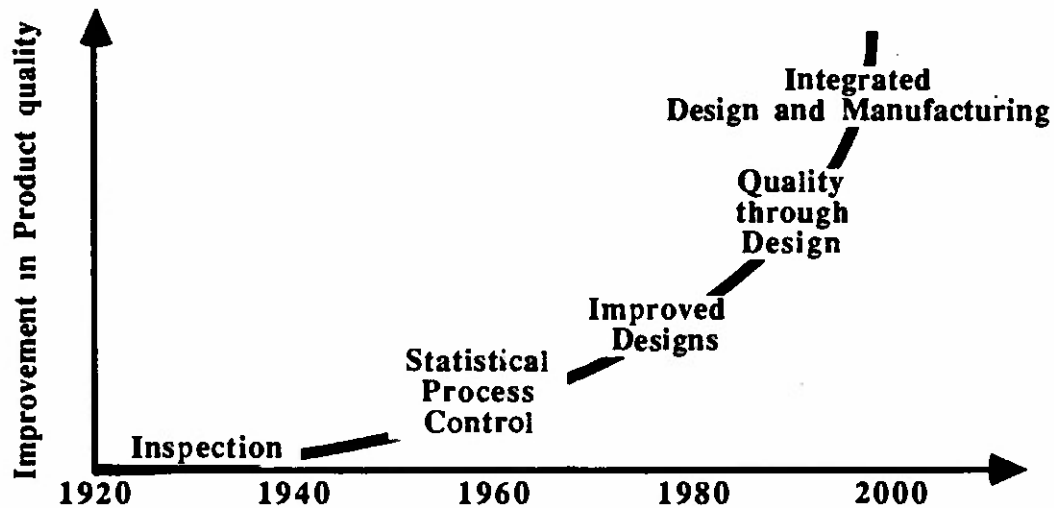 Improvement in Product quality
Integrated
Design and Manufacturing
Quality
through
Design
Improved
Designs
Statistical
Process
Control
Inspection
1920 1940 1960 1980 2000